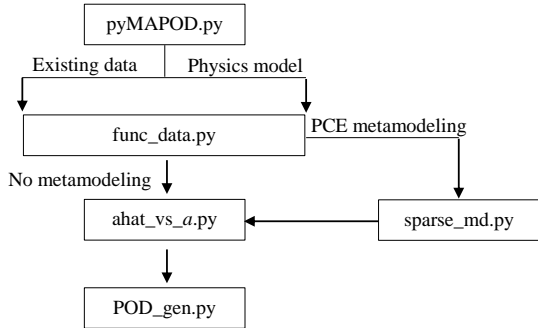 pyMAPOD.py
Existing data
Physics model
func_data.py
PCE metamodeling
No metamodeling
ahat_vs_a.py
sparse_md.py
POD_gen.py